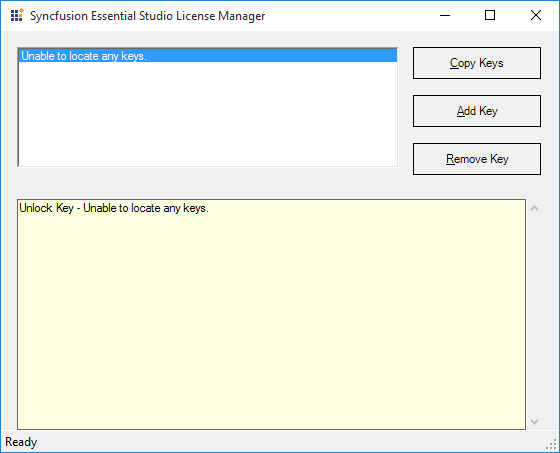 Syncfusion Essential Studio License Manager
Unable to locate any keys.
Copy Keys
Add Key
Remove Key
Unlock Key - Unable to locate any keys.
Ready